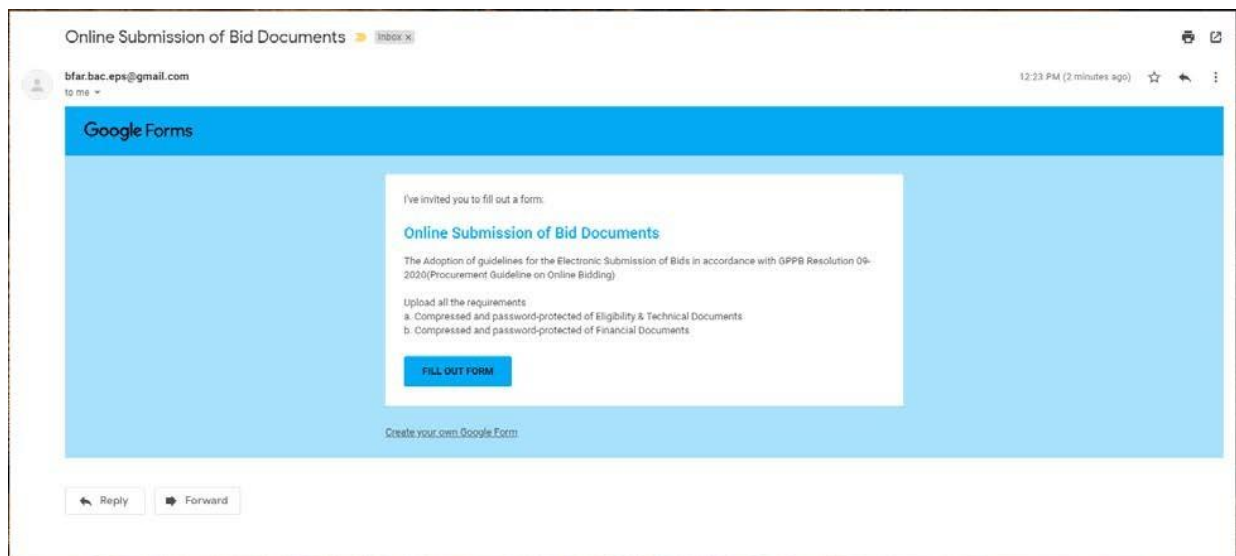 Online Submission of Bid Documents Inbox x
bfar.bac.eps@gmail.com 12:23 PM (2 minutes ago)
to me
Google Forms
I've invited you to fill out a form:
Online Submission of Bid Documents
The Adoption of guidelines for the Electronic Submission of Bids in accordance with GPPB Resolution 09-
2020(Procurement Guideline on Online Bidding)
Upload all the requirements
a. Compressed and password-protected of Eligibility & Technical Documents
b. Compressed and password-protected of Financial Documents
FILL OUT FORM
Create your own Google Form
Reply Forward